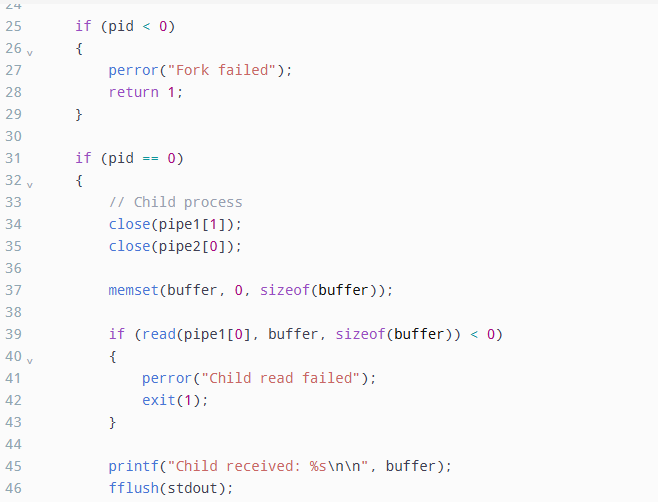 24
25 if (pid < 0)
26 {
27 perror("Fork failed");
28 return 1;
29 }
30
31 if (pid == 0)
32 {
33 // Child process
34 close(pipe1[1]);
35 close(pipe2[0]);
36
37 memset(buffer, 0, sizeof(buffer));
38
39 if (read(pipe1[0], buffer, sizeof(buffer)) < 0)
40 {
41 perror("Child read failed");
42 exit(1);
43 }
44
45 printf("Child received: %s\n\n", buffer);
46 fflush(stdout);